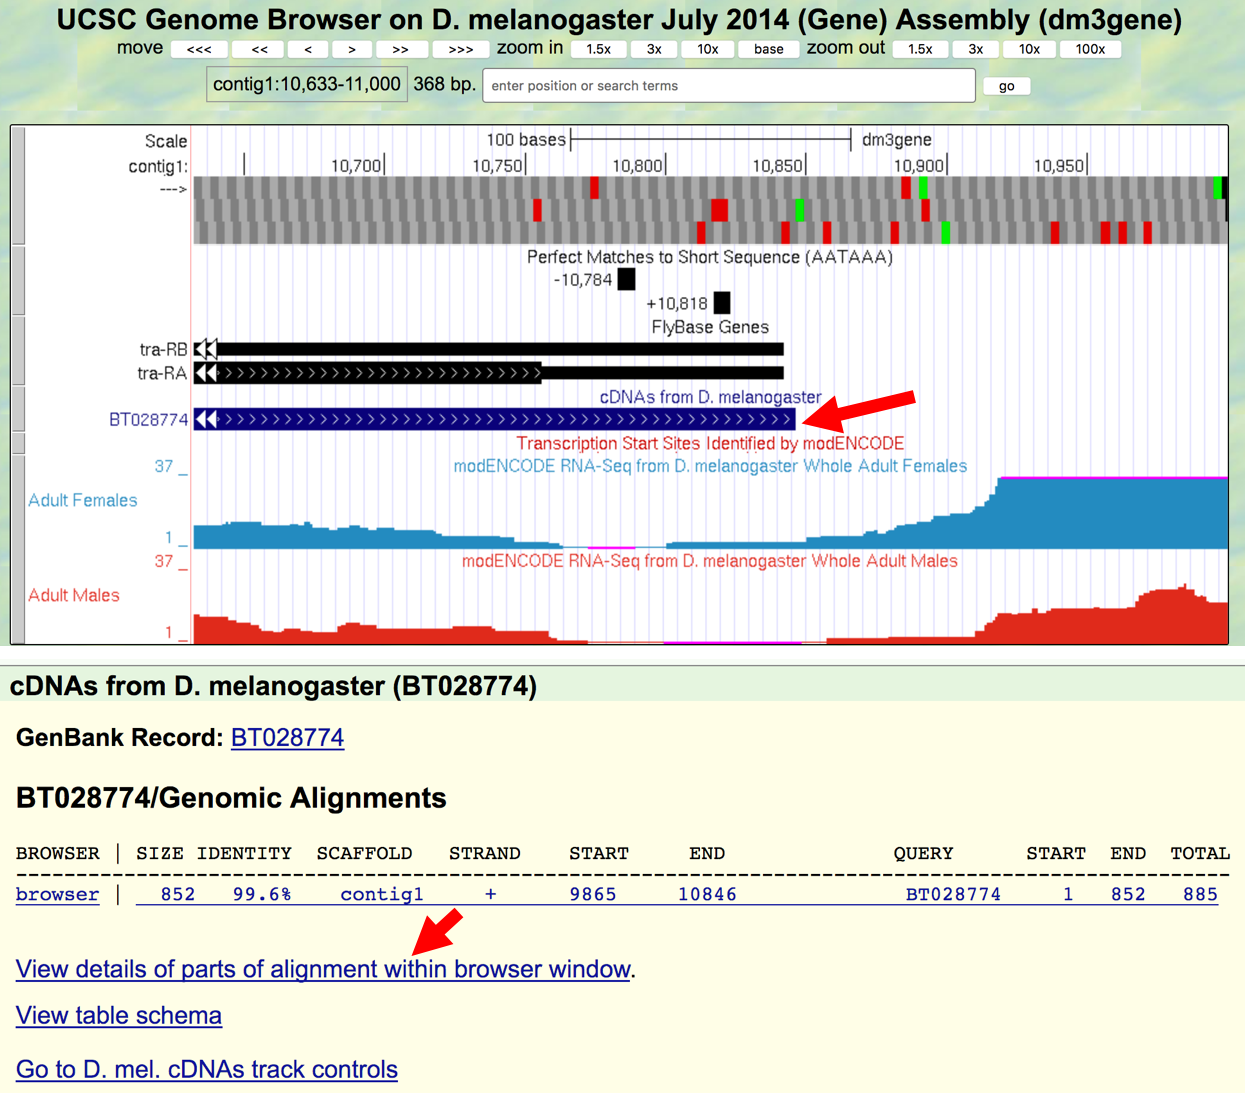 UCSC Genome Browser on D. melanogaster July 2014 (Gene) Assembly (dm3gene)
move <<< << < > >> >>> zoom in 1.5x 3x 10x base zoom out 1.5x 3x 10x 100x
contig1:10,633-11,000 368 bp. enter position or search terms go
Scale 100 bases dm3gene
contig1: 10,700 10,750 10,800 10,850 10,900 10,950
--->
Perfect Matches to Short Sequence (AATAAA)
-10,784
+10,818
FlyBase Genes
tra-RB
tra-RA
cDNAs from D. melanogaster
BT028774
Transcription Start Sites Identified by modENCODE
modENCODE RNA-Seq from D. melanogaster Whole Adult Females
37 _
Adult Females
1 _
modENCODE RNA-Seq from D. melanogaster Whole Adult Males
37 _
Adult Males
1 _
cDNAs from D. melanogaster (BT028774)
GenBank Record: BT028774
BT028774/Genomic Alignments
BROWSER | SIZE IDENTITY SCAFFOLD STRAND START END QUERY START END TOTAL
browser | 852 99.6% contig1 + 9865 10846 BT028774 1 852 885
View details of parts of alignment within browser window.
View table schema
Go to D. mel. cDNAs track controls